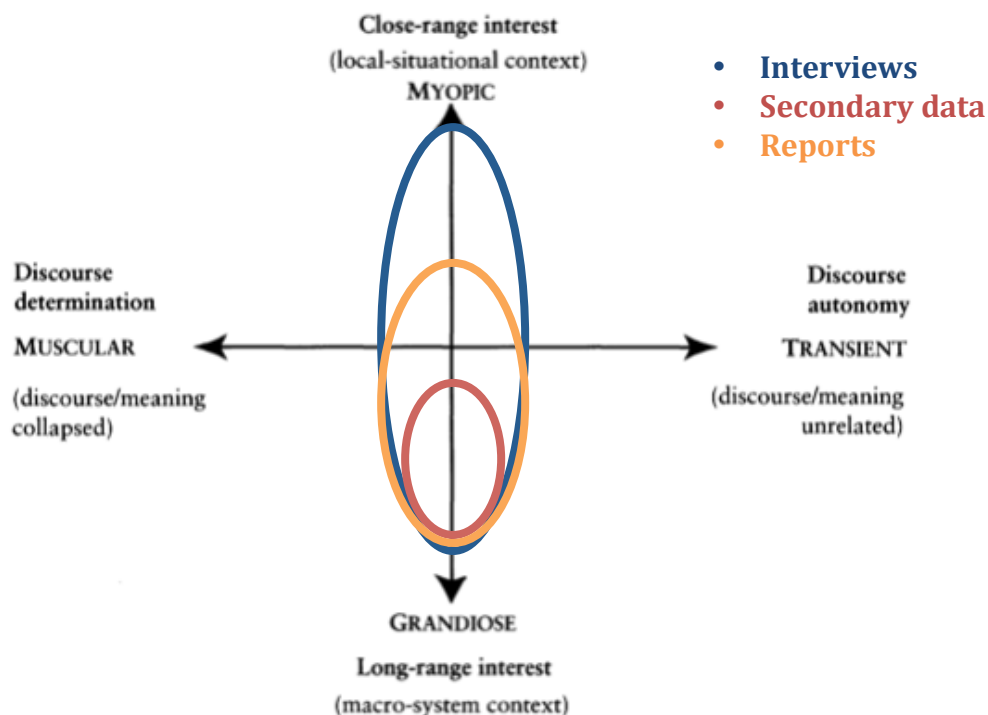 Close-range interest
(local-situational context)
MYOPIC
• Interviews
• Secondary data
• Reports
Discourse
determination
MUSCULAR
(discourse/meaning
collapsed)
Discourse
autonomy
TRANSIENT
(discourse/meaning
unrelated)
GRANDIOSE
Long-range interest
(macro-system context)